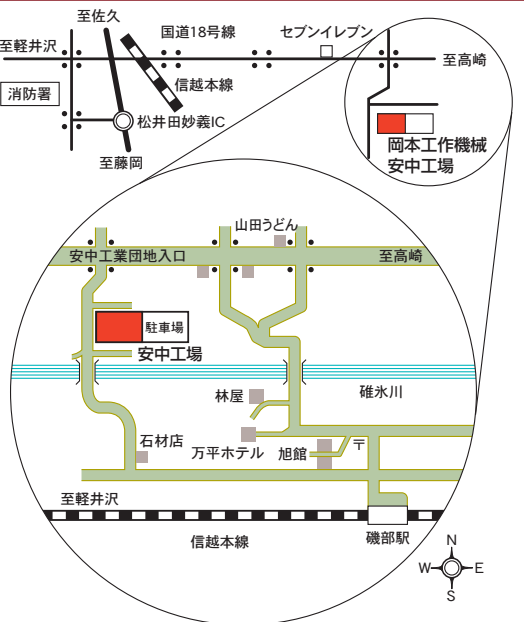 至佐久
国道18号線
セブンイレブン
至軽井沢
至高崎
消防署
信越本線
松井田妙義IC
至藤岡
岡本工作機械
安中工場
山田うどん
安中工業団地入口
至高崎
駐車場
安中工場
林屋
碓氷川
石材店
万平ホテル
旭館
〒
至軽井沢
信越本線
磯部駅
N
W
E
S